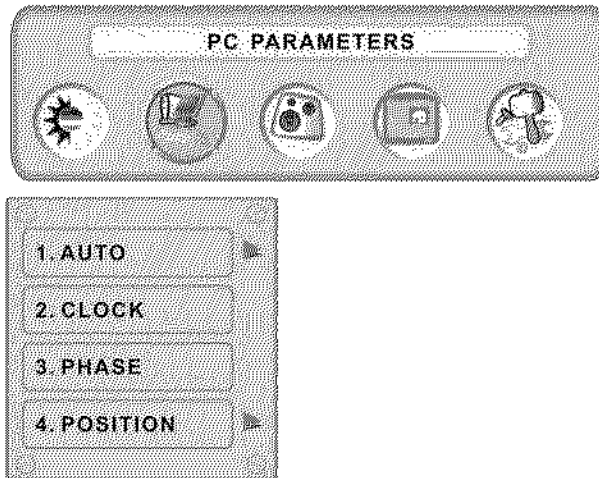 PC PARAMETERS
1. AUTO
2. CLOCK
3. PHASE
4. POSITION